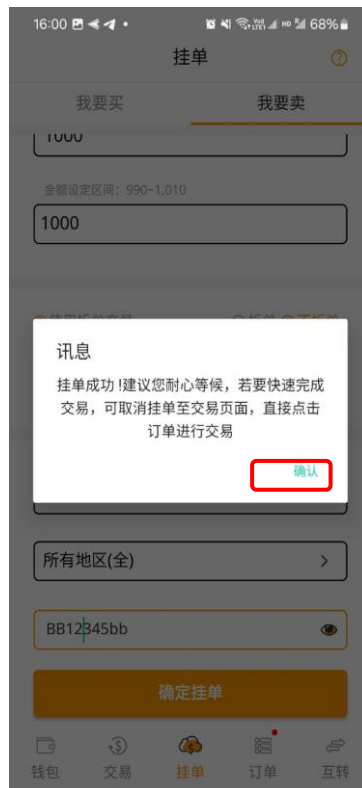 16:00
68%
挂单
我要买 我要卖
1000
金额设定区间：990~1,010
1000
讯息
挂单成功！建议您耐心等候，若要快速完成
交易，可取消挂单至交易页面，直接点击
订单进行交易
确认
所有地区(全)
BB12345bb
确定挂单
钱包 交易 挂单 订单 互转